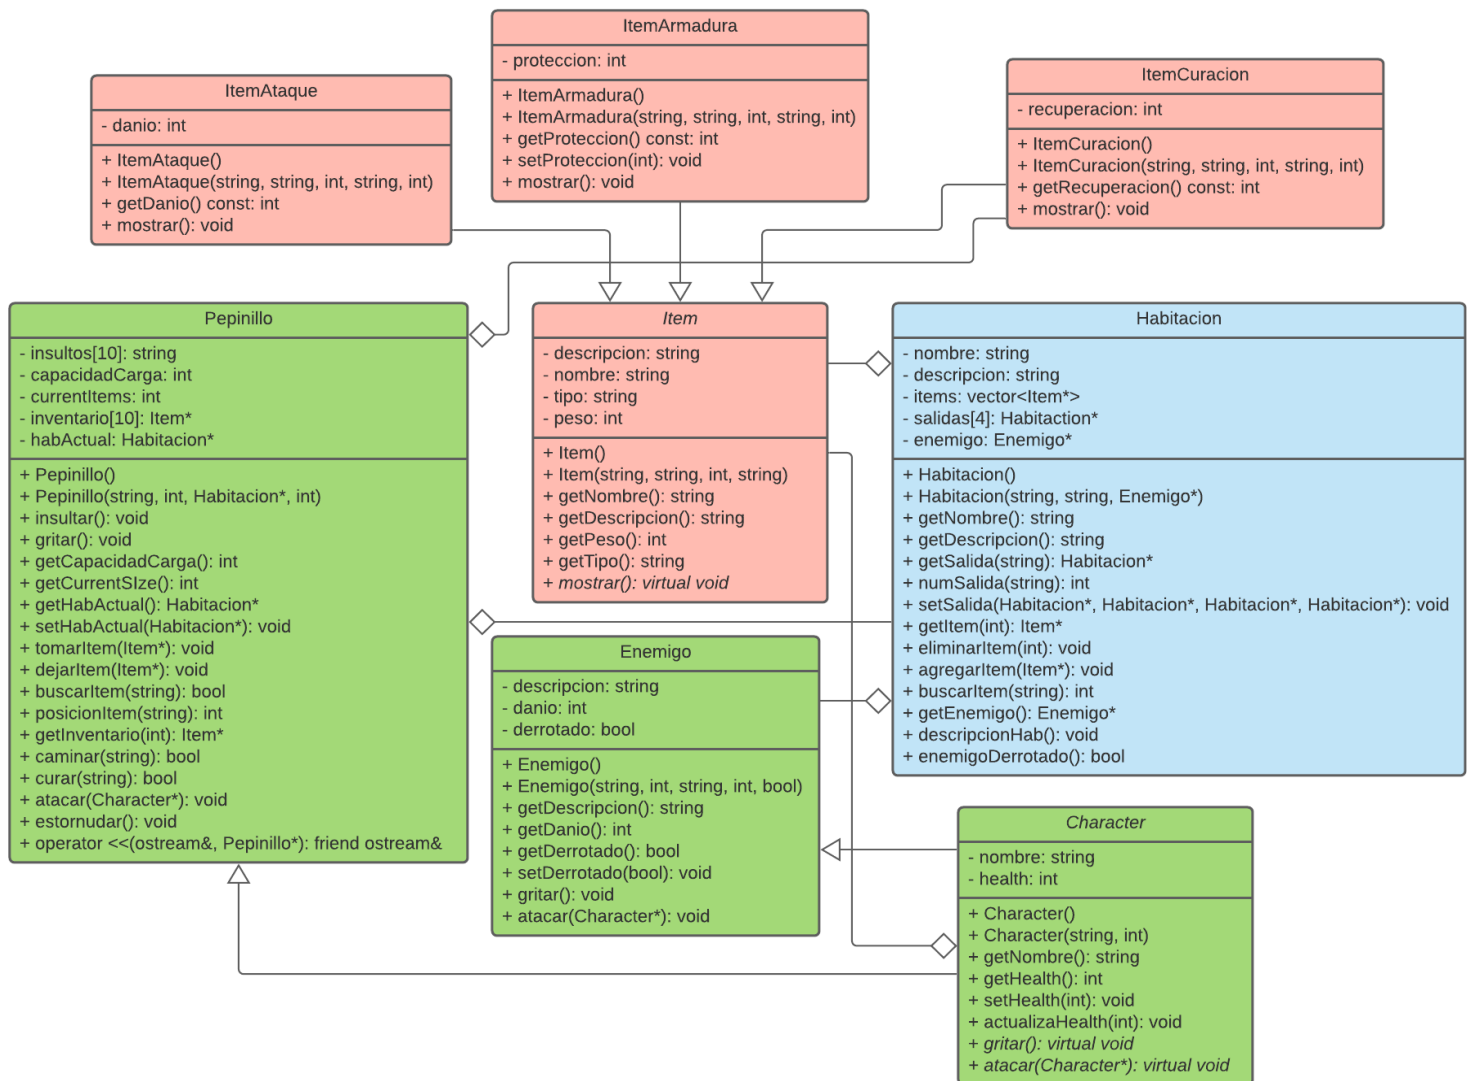 ItemArmadura
- proteccion: int
+ ItemArmadura()
+ ItemArmadura(string, string, int, string, int)
+ getProteccion() const: int
+ setProteccion(int): void
+ mostrar(): void
ItemAtaque
- danio: int
+ ItemAtaque()
+ ItemAtaque(string, string, int, string, int)
+ getDanio() const: int
+ mostrar(): void
ItemCuracion
- recuperacion: int
+ ItemCuracion()
+ ItemCuracion(string, string, int, string, int)
+ getRecuperacion() const: int
+ mostrar(): void
Pepinillo
- insultos[10]: string
- capacidadCarga: int
- currentItems: int
- inventario[10]: Item*
- habActual: Habitacion*
+ Pepinillo()
+ Pepinillo(string, int, Habitacion*, int)
+ insultar(): void
+ gritar(): void
+ getCapacidadCarga(): int
+ getCurrentSIze(): int
+ getHabActual(): Habitacion*
+ setHabActual(Habitacion*): void
+ tomarItem(Item*): void
+ dejarItem(Item*): void
+ buscarItem(string): bool
+ posicionItem(string): int
+ getInventario(int): Item*
+ caminar(string): bool
+ curar(string): bool
+ atacar(Character*): void
+ estornudar(): void
+ operator <<(ostream&, Pepinillo*): friend ostream&
Item
- descripcion: string
- nombre: string
- tipo: string
- peso: int
+ Item()
+ Item(string, string, int, string)
+ getNombre(): string
+ getDescripcion(): string
+ getPeso(): int
+ getTipo(): string
+ mostrar(): virtual void
Habitacion
- nombre: string
- descripcion: string
- items: vector<Item*>
- salidas[4]: Habitaction*
- enemigo: Enemigo*
+ Habitacion()
+ Habitacion(string, string, Enemigo*)
+ getNombre(): string
+ getDescripcion(): string
+ getSalida(string): Habitacion*
+ numSalida(string): int
+ setSalida(Habitacion*, Habitacion*, Habitacion*, Habitacion*): void
+ getItem(int): Item*
+ eliminarItem(int): void
+ agregarItem(Item*): void
+ buscarItem(string): int
+ getEnemigo(): Enemigo*
+ descripcionHab(): void
+ enemigoDerrotado(): bool
Enemigo
- descripcion: string
- danio: int
- derrotado: bool
+ Enemigo()
+ Enemigo(string, int, string, int, bool)
+ getDescripcion(): string
+ getDanio(): int
+ getDerrotado(): bool
+ setDerrotado(bool): void
+ gritar(): void
+ atacar(Character*): void
Character
- nombre: string
- health: int
+ Character()
+ Character(string, int)
+ getNombre(): string
+ getHealth(): int
+ setHealth(int): void
+ actualizaHealth(int): void
+ gritar(): virtual void
+ atacar(Character*): virtual void